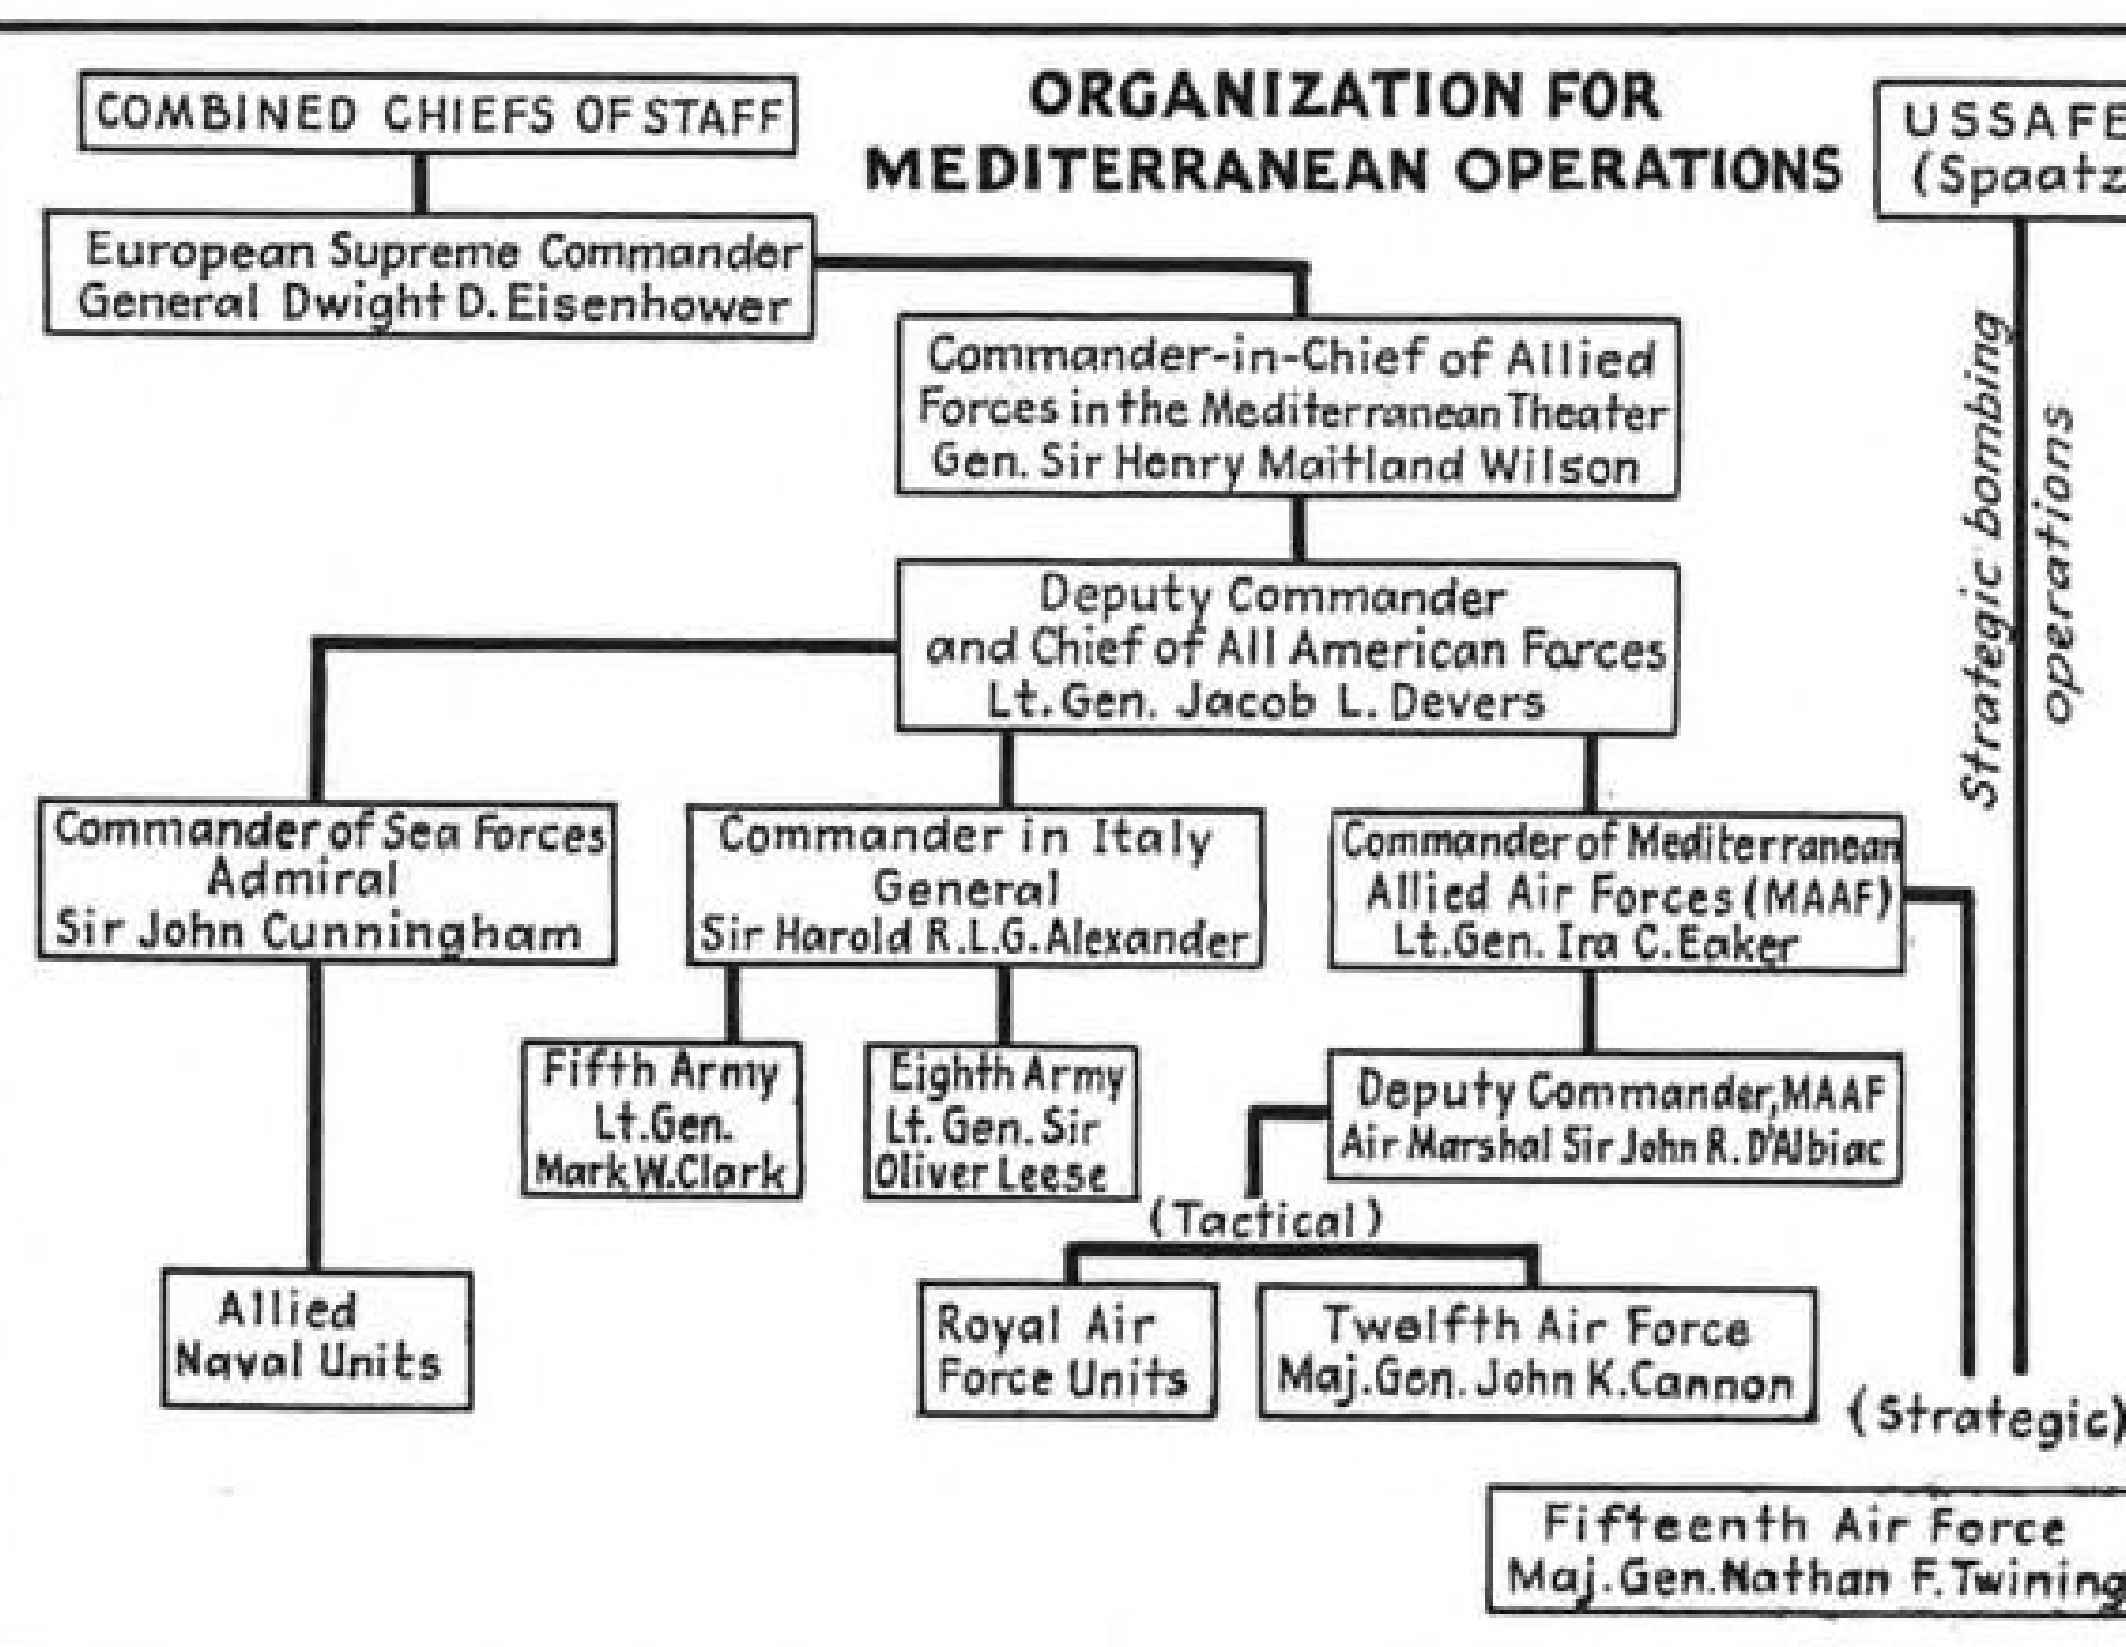 COMBINED CHIEFS OF STAFF
ORGANIZATION FOR
MEDITERRANEAN OPERATIONS
USSAFE
(Spaatz
European Supreme Commander
General Dwight D. Eisenhower
Commander-in-Chief of Allied
Forces in the Mediterranean Theater
Gen. Sir Henry Maitland Wilson
Strategic bombing
operations
Deputy Commander
and Chief of All American Forces
Lt. Gen. Jacob L. Devers
Commander of Sea Forces
Admiral
Sir John Cunningham
Commander in Italy
General
Sir Harold R.L.G. Alexander
Commander of Mediterranean
Allied Air Forces (MAAF)
Lt. Gen. Ira C. Eaker
Fifth Army
Lt. Gen.
Mark W. Clark
Eighth Army
Lt. Gen. Sir
Oliver Leese
Deputy Commander, MAAF
Air Marshal Sir John R. D'Albiac
(Tactical)
Allied
Naval Units
Royal Air
Force Units
Twelfth Air Force
Maj. Gen. John K. Cannon
(Strategic)
Fifteenth Air Force
Maj. Gen. Nathan F. Twining